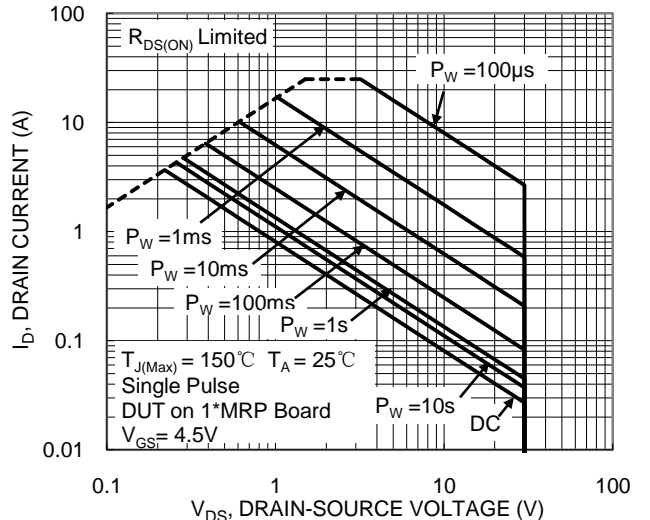 100
10
1
0.1
0.01
I_D, DRAIN CURRENT (A)
R_DS(ON) Limited
P_W =100µs
P_W =1ms
P_W =10ms
P_W =100ms
P_W =1s
P_W =10s
DC
T_J(Max) = 150℃ T_A = 25℃
Single Pulse
DUT on 1*MRP Board
V_GS= 4.5V
0.1 1 10 100
V_DS, DRAIN-SOURCE VOLTAGE (V)